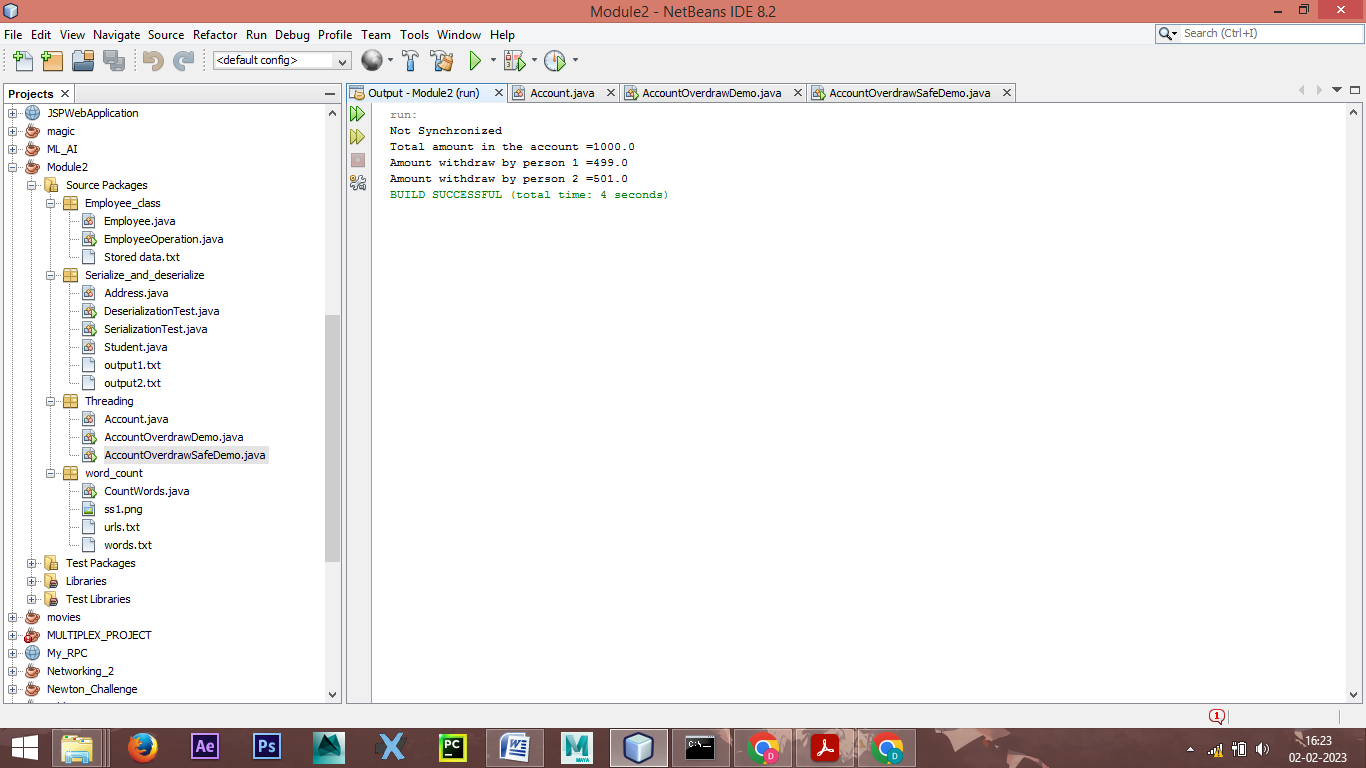 Module2 - NetBeans IDE 8.2
File Edit View Navigate Source Refactor Run Debug Profile Team Tools Window Help
Search (Ctrl+I)
<default config>
Projects
JSPWebApplication
magic
ML_AI
Module2
Source Packages
Employee_class
Employee.java
EmployeeOperation.java
Stored data.txt
Serialize_and_deserialize
Address.java
DeserializationTest.java
SerializationTest.java
Student.java
output1.txt
output2.txt
Threading
Account.java
AccountOverdrawDemo.java
AccountOverdrawSafeDemo.java
word_count
CountWords.java
ss1.png
urls.txt
words.txt
Test Packages
Libraries
Test Libraries
movies
MULTIPLEX_PROJECT
My_RPC
Networking_2
Newton_Challenge
Output - Module2 (run) Account.java AccountOverdrawDemo.java AccountOverdrawSafeDemo.java
run:
Not Synchronized
Total amount in the account =1000.0
Amount withdraw by person 1 =499.0
Amount withdraw by person 2 =501.0
BUILD SUCCESSFUL (total time: 4 seconds)
1
Ae
Ps
PC
W
M
MAYA
C:\
D
D
16:23
02-02-2023